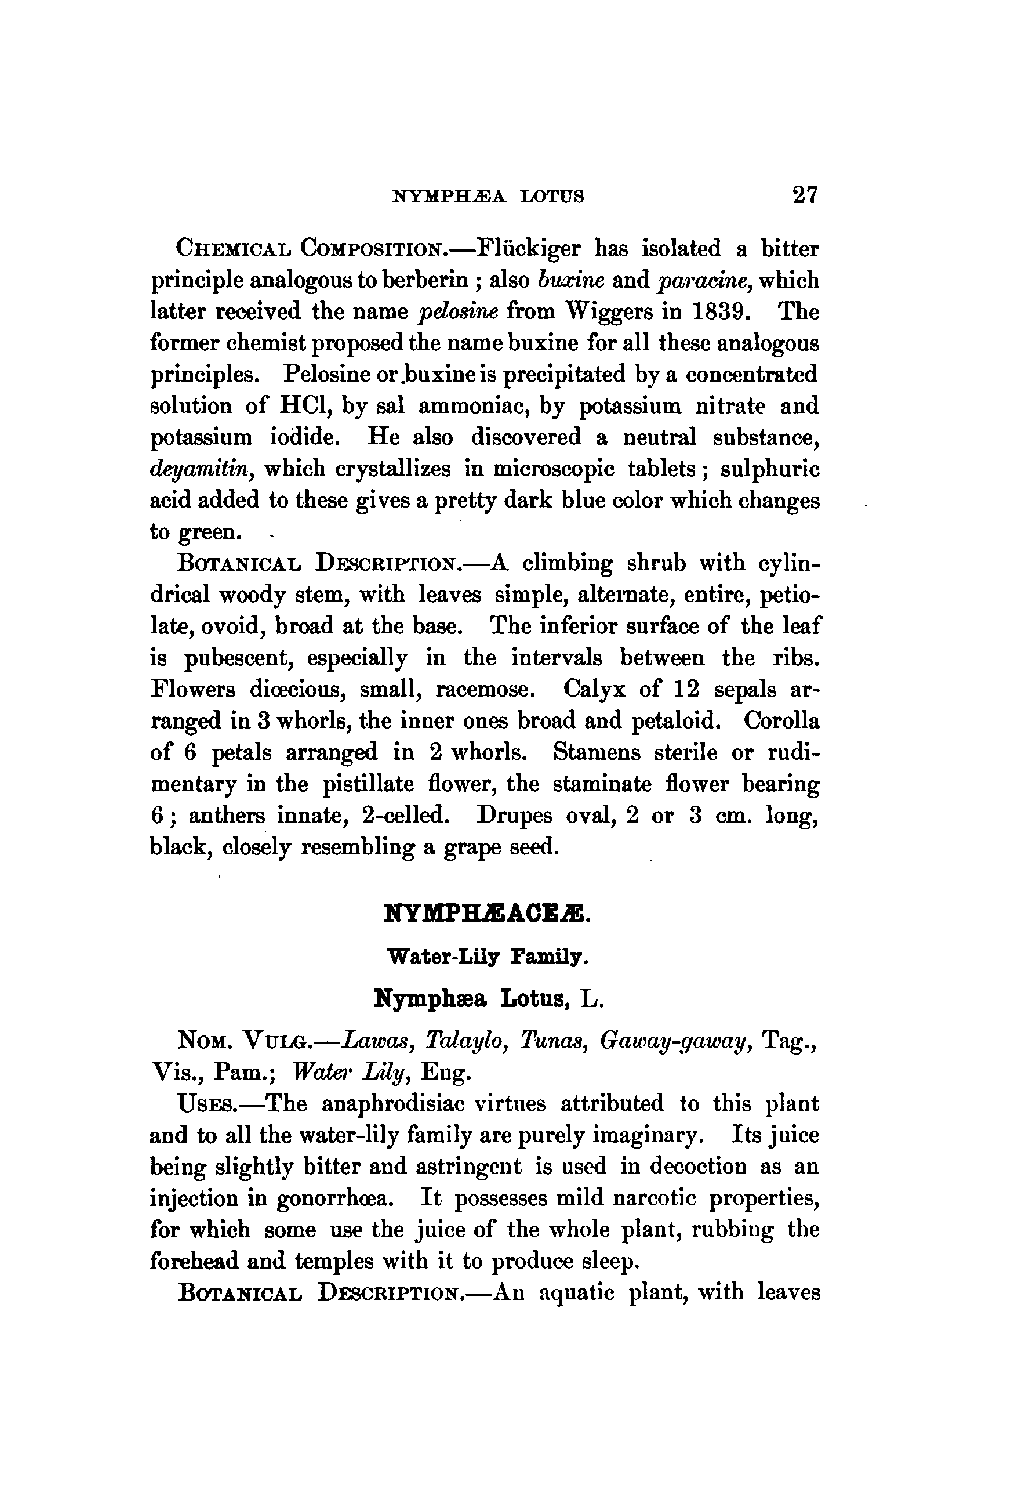 NYMPHÆA LOTUS 27
CHEMICAL COMPOSITION.—Flückiger has isolated a bitter
principle analogous to berberin ; also buxine and paracine, which
latter received the name pelosine from Wiggers in 1839. The
former chemist proposed the name buxine for all these analogous
principles. Pelosine or buxine is precipitated by a concentrated
solution of HCl, by sal ammoniac, by potassium nitrate and
potassium iodide. He also discovered a neutral substance,
deyamitin, which crystallizes in microscopic tablets ; sulphuric
acid added to these gives a pretty dark blue color which changes
to green.
BOTANICAL DESCRIPTION.—A climbing shrub with cylin-
drical woody stem, with leaves simple, alternate, entire, petio-
late, ovoid, broad at the base. The inferior surface of the leaf
is pubescent, especially in the intervals between the ribs.
Flowers diœcious, small, racemose. Calyx of 12 sepals ar-
ranged in 3 whorls, the inner ones broad and petaloid. Corolla
of 6 petals arranged in 2 whorls. Stamens sterile or rudi-
mentary in the pistillate flower, the staminate flower bearing
6 ; anthers innate, 2-celled. Drupes oval, 2 or 3 cm. long,
black, closely resembling a grape seed.
NYMPHÆACEÆ.
Water-Lily Family.
Nymphæa Lotus, L.
NOM. VULG.—Lawas, Talaylo, Tunas, Gaway-gaway, Tag.,
Vis., Pam.; Water Lily, Eng.
USES.—The anaphrodisiac virtues attributed to this plant
and to all the water-lily family are purely imaginary. Its juice
being slightly bitter and astringent is used in decoction as an
injection in gonorrhœa. It possesses mild narcotic properties,
for which some use the juice of the whole plant, rubbing the
forehead and temples with it to produce sleep.
BOTANICAL DESCRIPTION.—An aquatic plant, with leaves